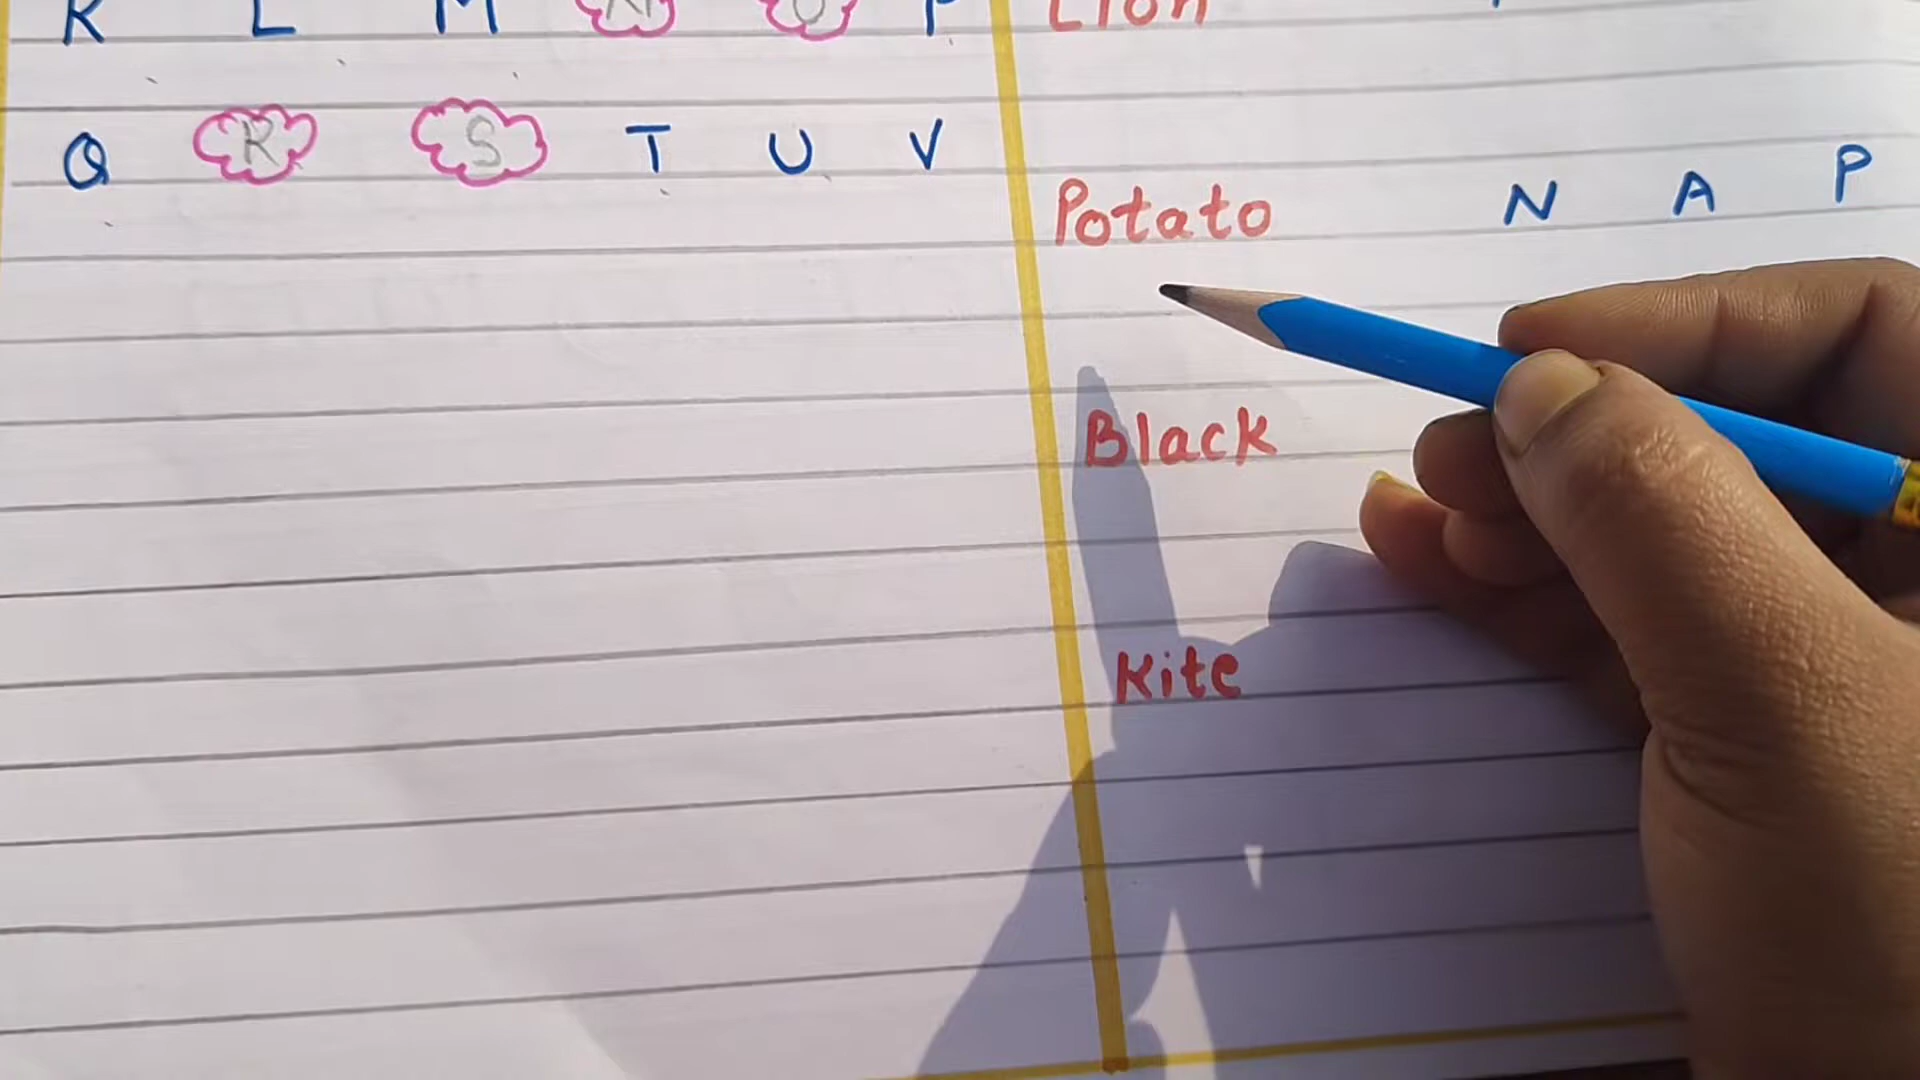 K L M N O P
Q R S T U V
Lion
Potato N A P
Black
Kite